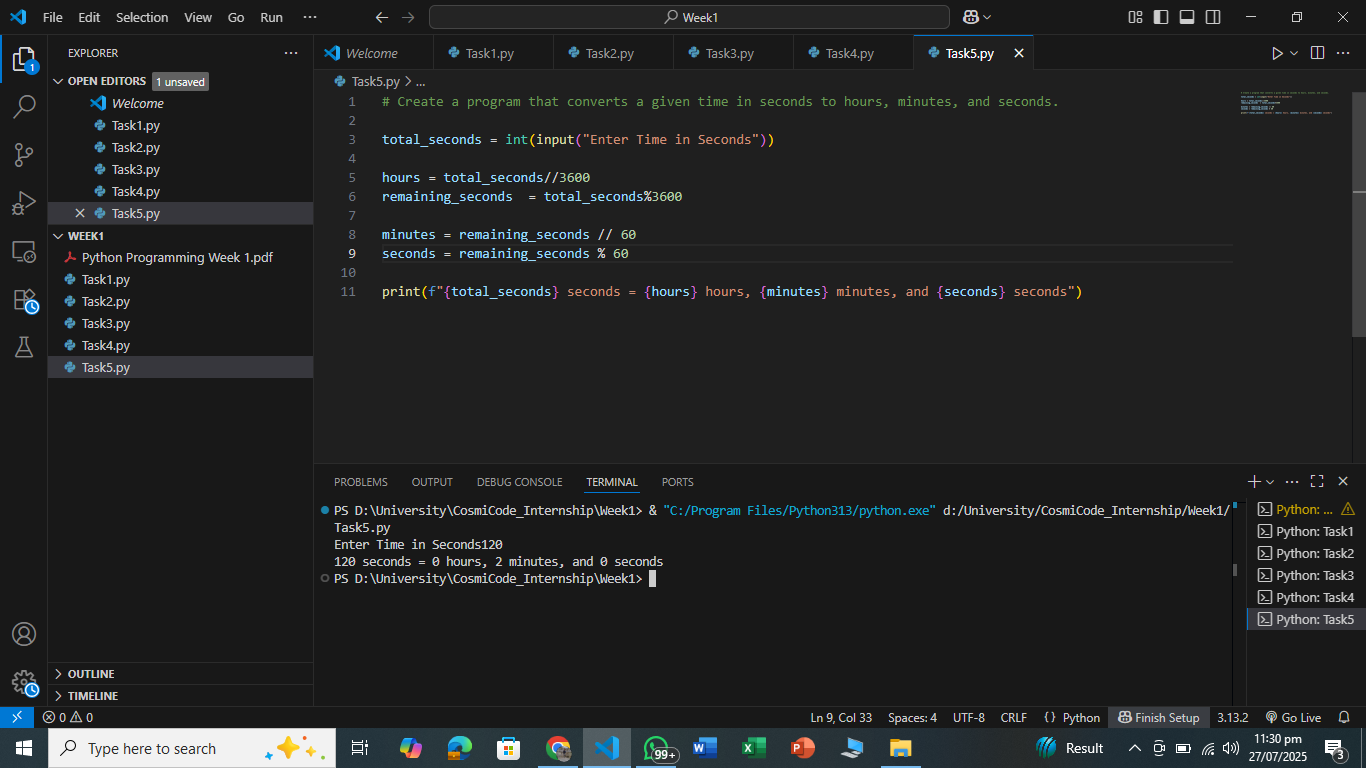 File Edit Selection View Go Run ··· Week1
EXPLORER
OPEN EDITORS 1 unsaved
Welcome
Task1.py
Task2.py
Task3.py
Task4.py
Task5.py
WEEK1
Python Programming Week 1.pdf
Task1.py
Task2.py
Task3.py
Task4.py
Task5.py
OUTLINE
TIMELINE
Welcome Task1.py Task2.py Task3.py Task4.py Task5.py
Task5.py > ...
1 # Create a program that converts a given time in seconds to hours, minutes, and seconds.
2
3 total_seconds = int(input("Enter Time in Seconds"))
4
5 hours = total_seconds//3600
6 remaining_seconds  = total_seconds%3600
7
8 minutes = remaining_seconds // 60
9 seconds = remaining_seconds % 60
10
11 print(f"{total_seconds} seconds = {hours} hours, {minutes} minutes, and {seconds} seconds")
PROBLEMS OUTPUT DEBUG CONSOLE TERMINAL PORTS
PS D:\University\CosmiCode_Internship\Week1> & "C:/Program Files/Python313/python.exe" d:/University/CosmiCode_Internship/Week1/
Task5.py
Enter Time in Seconds120
120 seconds = 0 hours, 2 minutes, and 0 seconds
PS D:\University\CosmiCode_Internship\Week1>
Python: ...
Python: Task1
Python: Task2
Python: Task3
Python: Task4
Python: Task5
1
0 0 Ln 9, Col 33 Spaces: 4 UTF-8 CRLF {} Python Finish Setup 3.13.2 Go Live
Type here to search 99+ Result 11:30 pm
27/07/2025 3